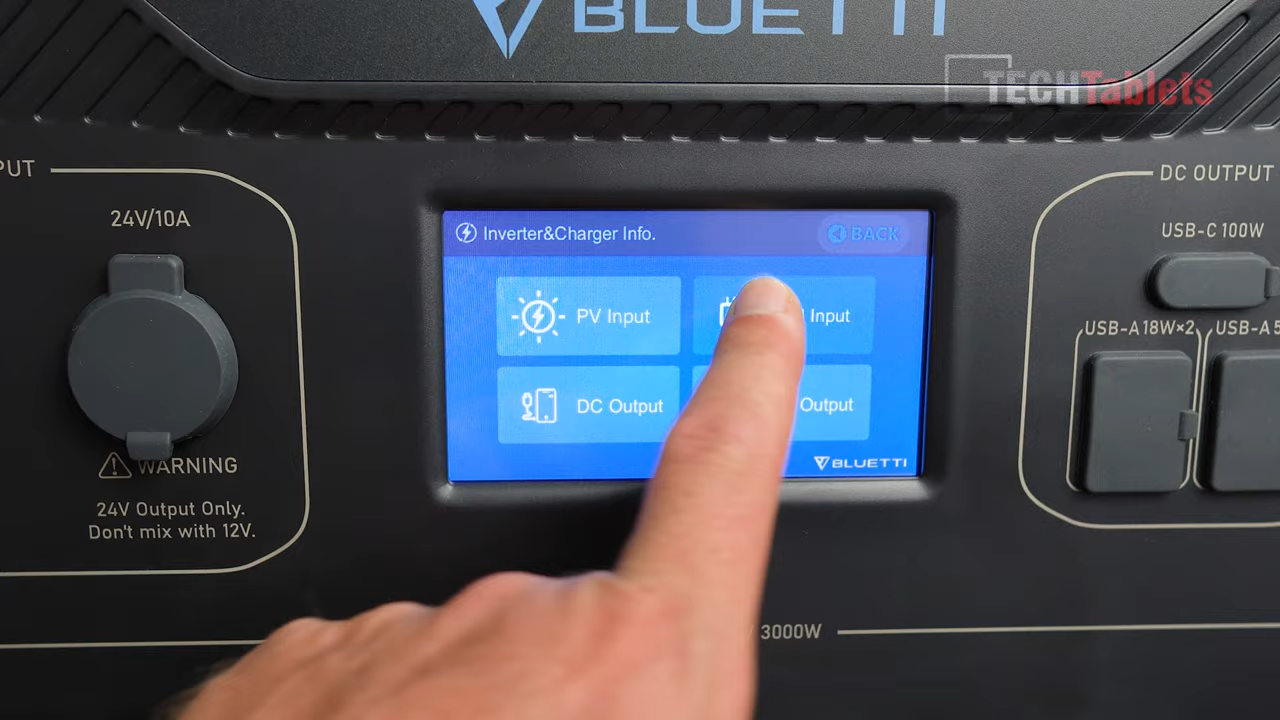 BLUETTI
TECHTablets
24V/10A
WARNING
24V Output Only.
Don't mix with 12V.
Inverter&Charger Info.
BACK
PV Input
Input
DC Output
Output
BLUETTI
DC OUTPUT
USB-C 100W
USB-A 18W×2
USB-A
3000W